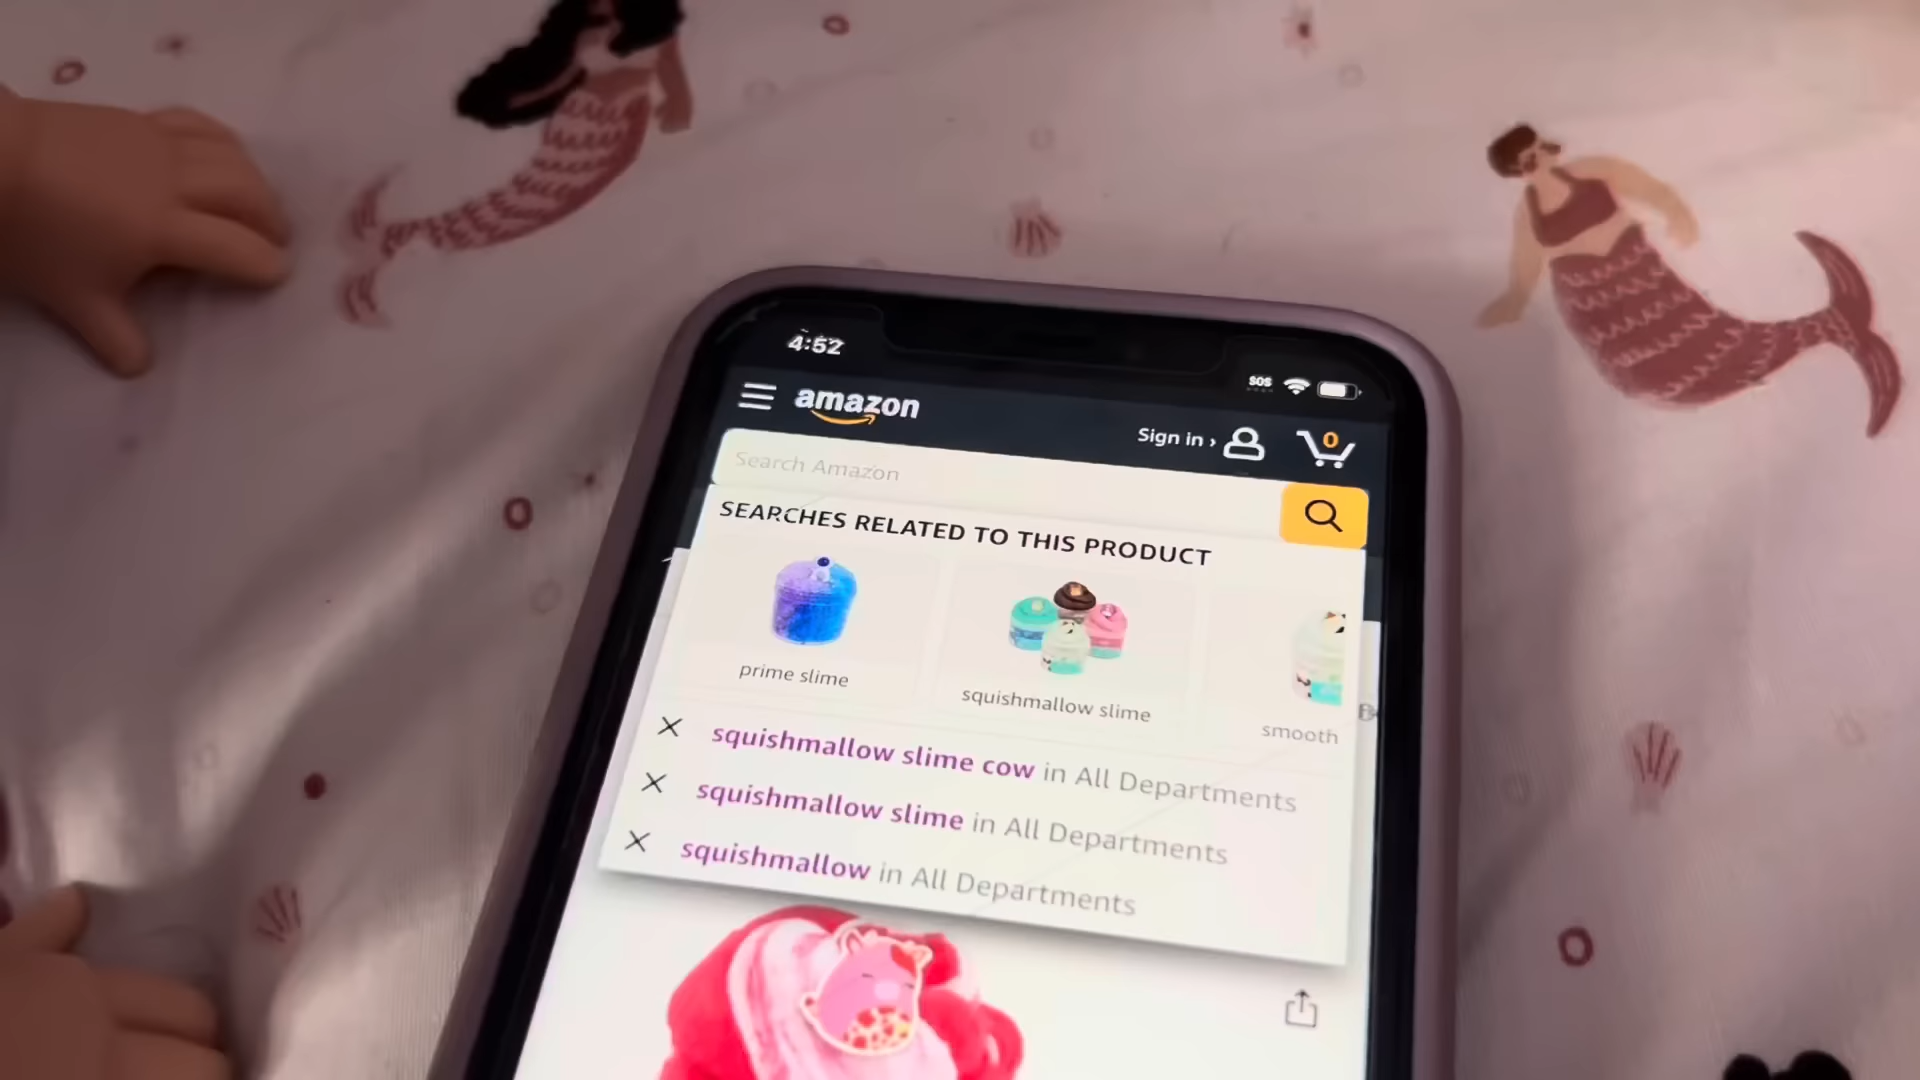 4:52
SOS
amazon
Sign in ›
0
Search Amazon
SEARCHES RELATED TO THIS PRODUCT
prime slime
squishmallow slime
smooth
squishmallow slime cow in All Departments
squishmallow slime in All Departments
squishmallow in All Departments